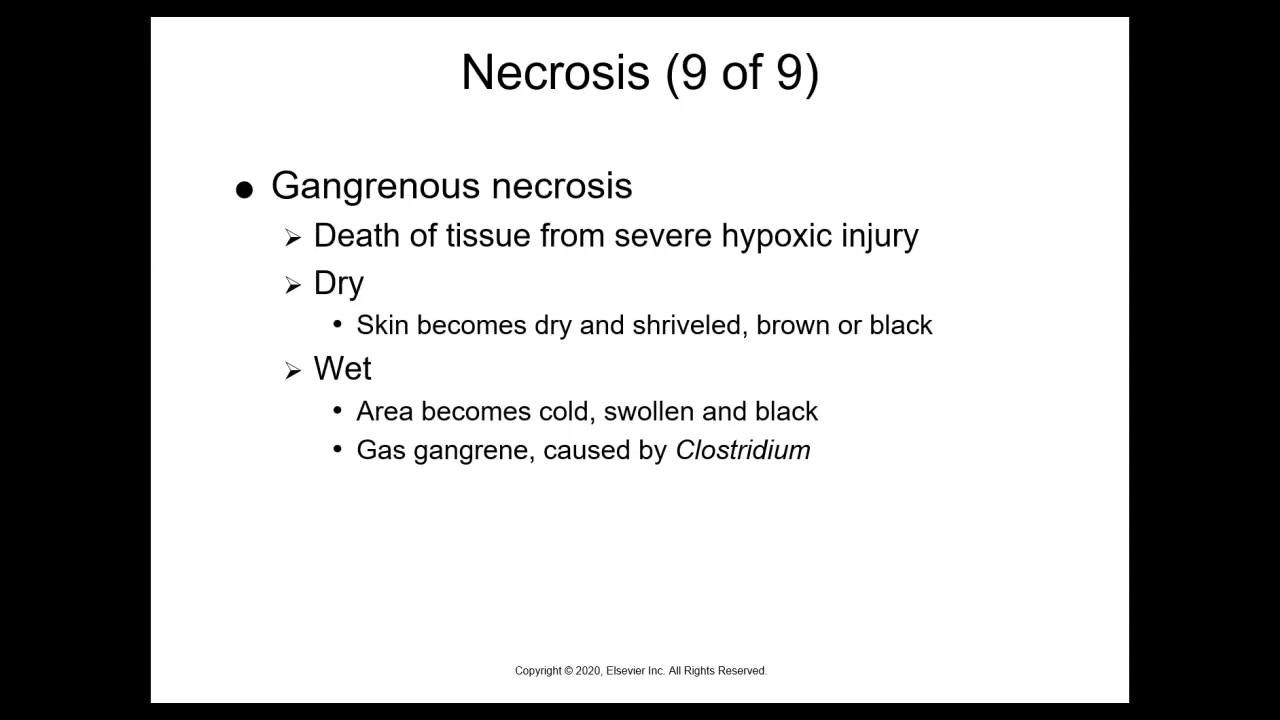 Necrosis (9 of 9)
● Gangrenous necrosis
➢ Death of tissue from severe hypoxic injury
➢ Dry
• Skin becomes dry and shriveled, brown or black
➢ Wet
• Area becomes cold, swollen and black
• Gas gangrene, caused by Clostridium
Copyright © 2020, Elsevier Inc. All Rights Reserved.